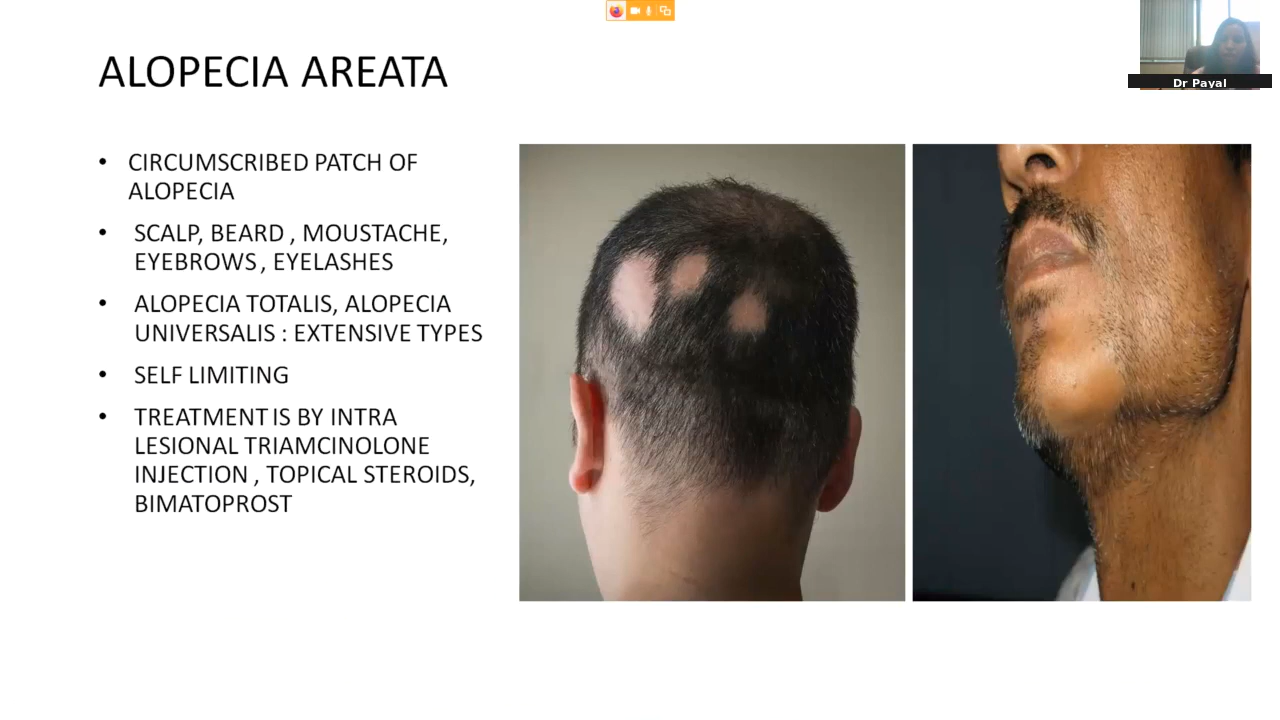 ALOPECIA AREATA
Dr Payal
• CIRCUMSCRIBED PATCH OF
ALOPECIA
• SCALP, BEARD , MOUSTACHE,
EYEBROWS , EYELASHES
• ALOPECIA TOTALIS, ALOPECIA
UNIVERSALIS : EXTENSIVE TYPES
• SELF LIMITING
• TREATMENT IS BY INTRA
LESIONAL TRIAMCINOLONE
INJECTION , TOPICAL STEROIDS,
BIMATOPROST